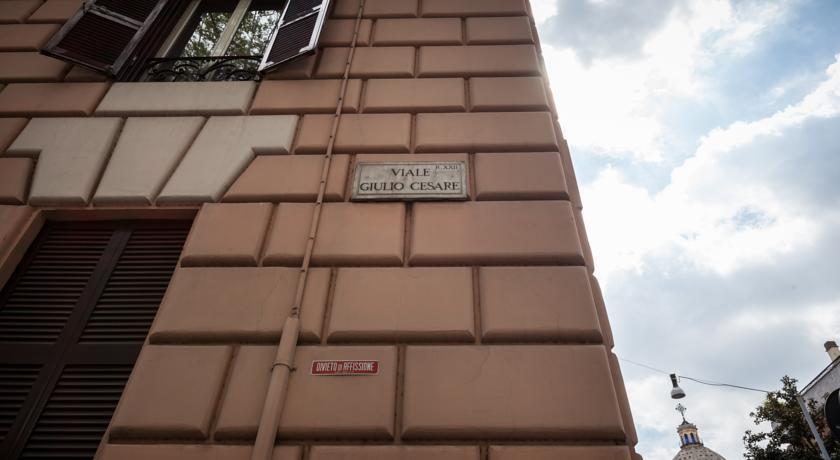 R. XXII
VIALE
GIULIO CESARE
DIVIETO DI AFFISSIONE